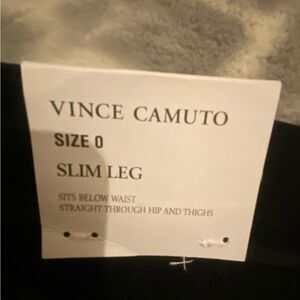 VINCE CAMUTO
SIZE 0
SLIM LEG
SITS BELOW WAIST
STRAIGHT THROUGH HIP AND THIGHS